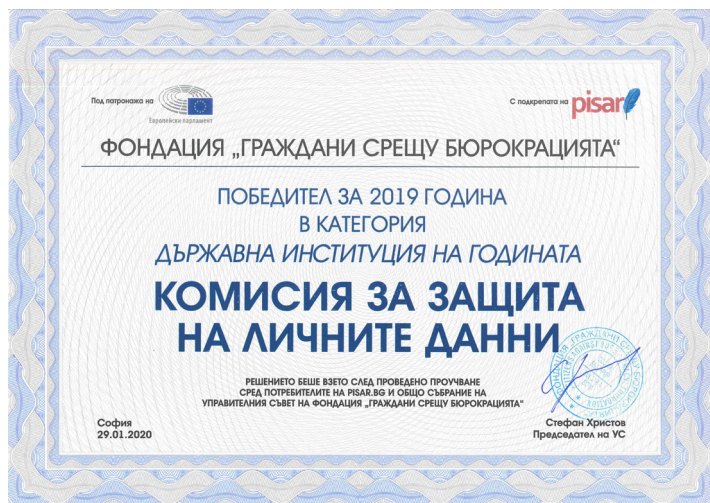 Под патронажа на
Европейски парламент
С подкрепата на pisar
ФОНДАЦИЯ „ГРАЖДАНИ СРЕЩУ БЮРОКРАЦИЯТА“
ПОБЕДИТЕЛ ЗА 2019 ГОДИНА
В КАТЕГОРИЯ
ДЪРЖАВНА ИНСТИТУЦИЯ НА ГОДИНАТА
КОМИСИЯ ЗА ЗАЩИТА
НА ЛИЧНИТЕ ДАННИ
РЕШЕНИЕТО БЕШЕ ВЗЕТО СЛЕД ПРОВЕДЕНО ПРОУЧВАНЕ
СРЕД ПОТРЕБИТЕЛИТЕ НА PISAR.BG И ОБЩО СЪБРАНИЕ НА
УПРАВИТЕЛНИЯ СЪВЕТ НА ФОНДАЦИЯ „ГРАЖДАНИ СРЕЩУ БЮРОКРАЦИЯТА“
София
29.01.2020
Стефан Христов
Председател на УС